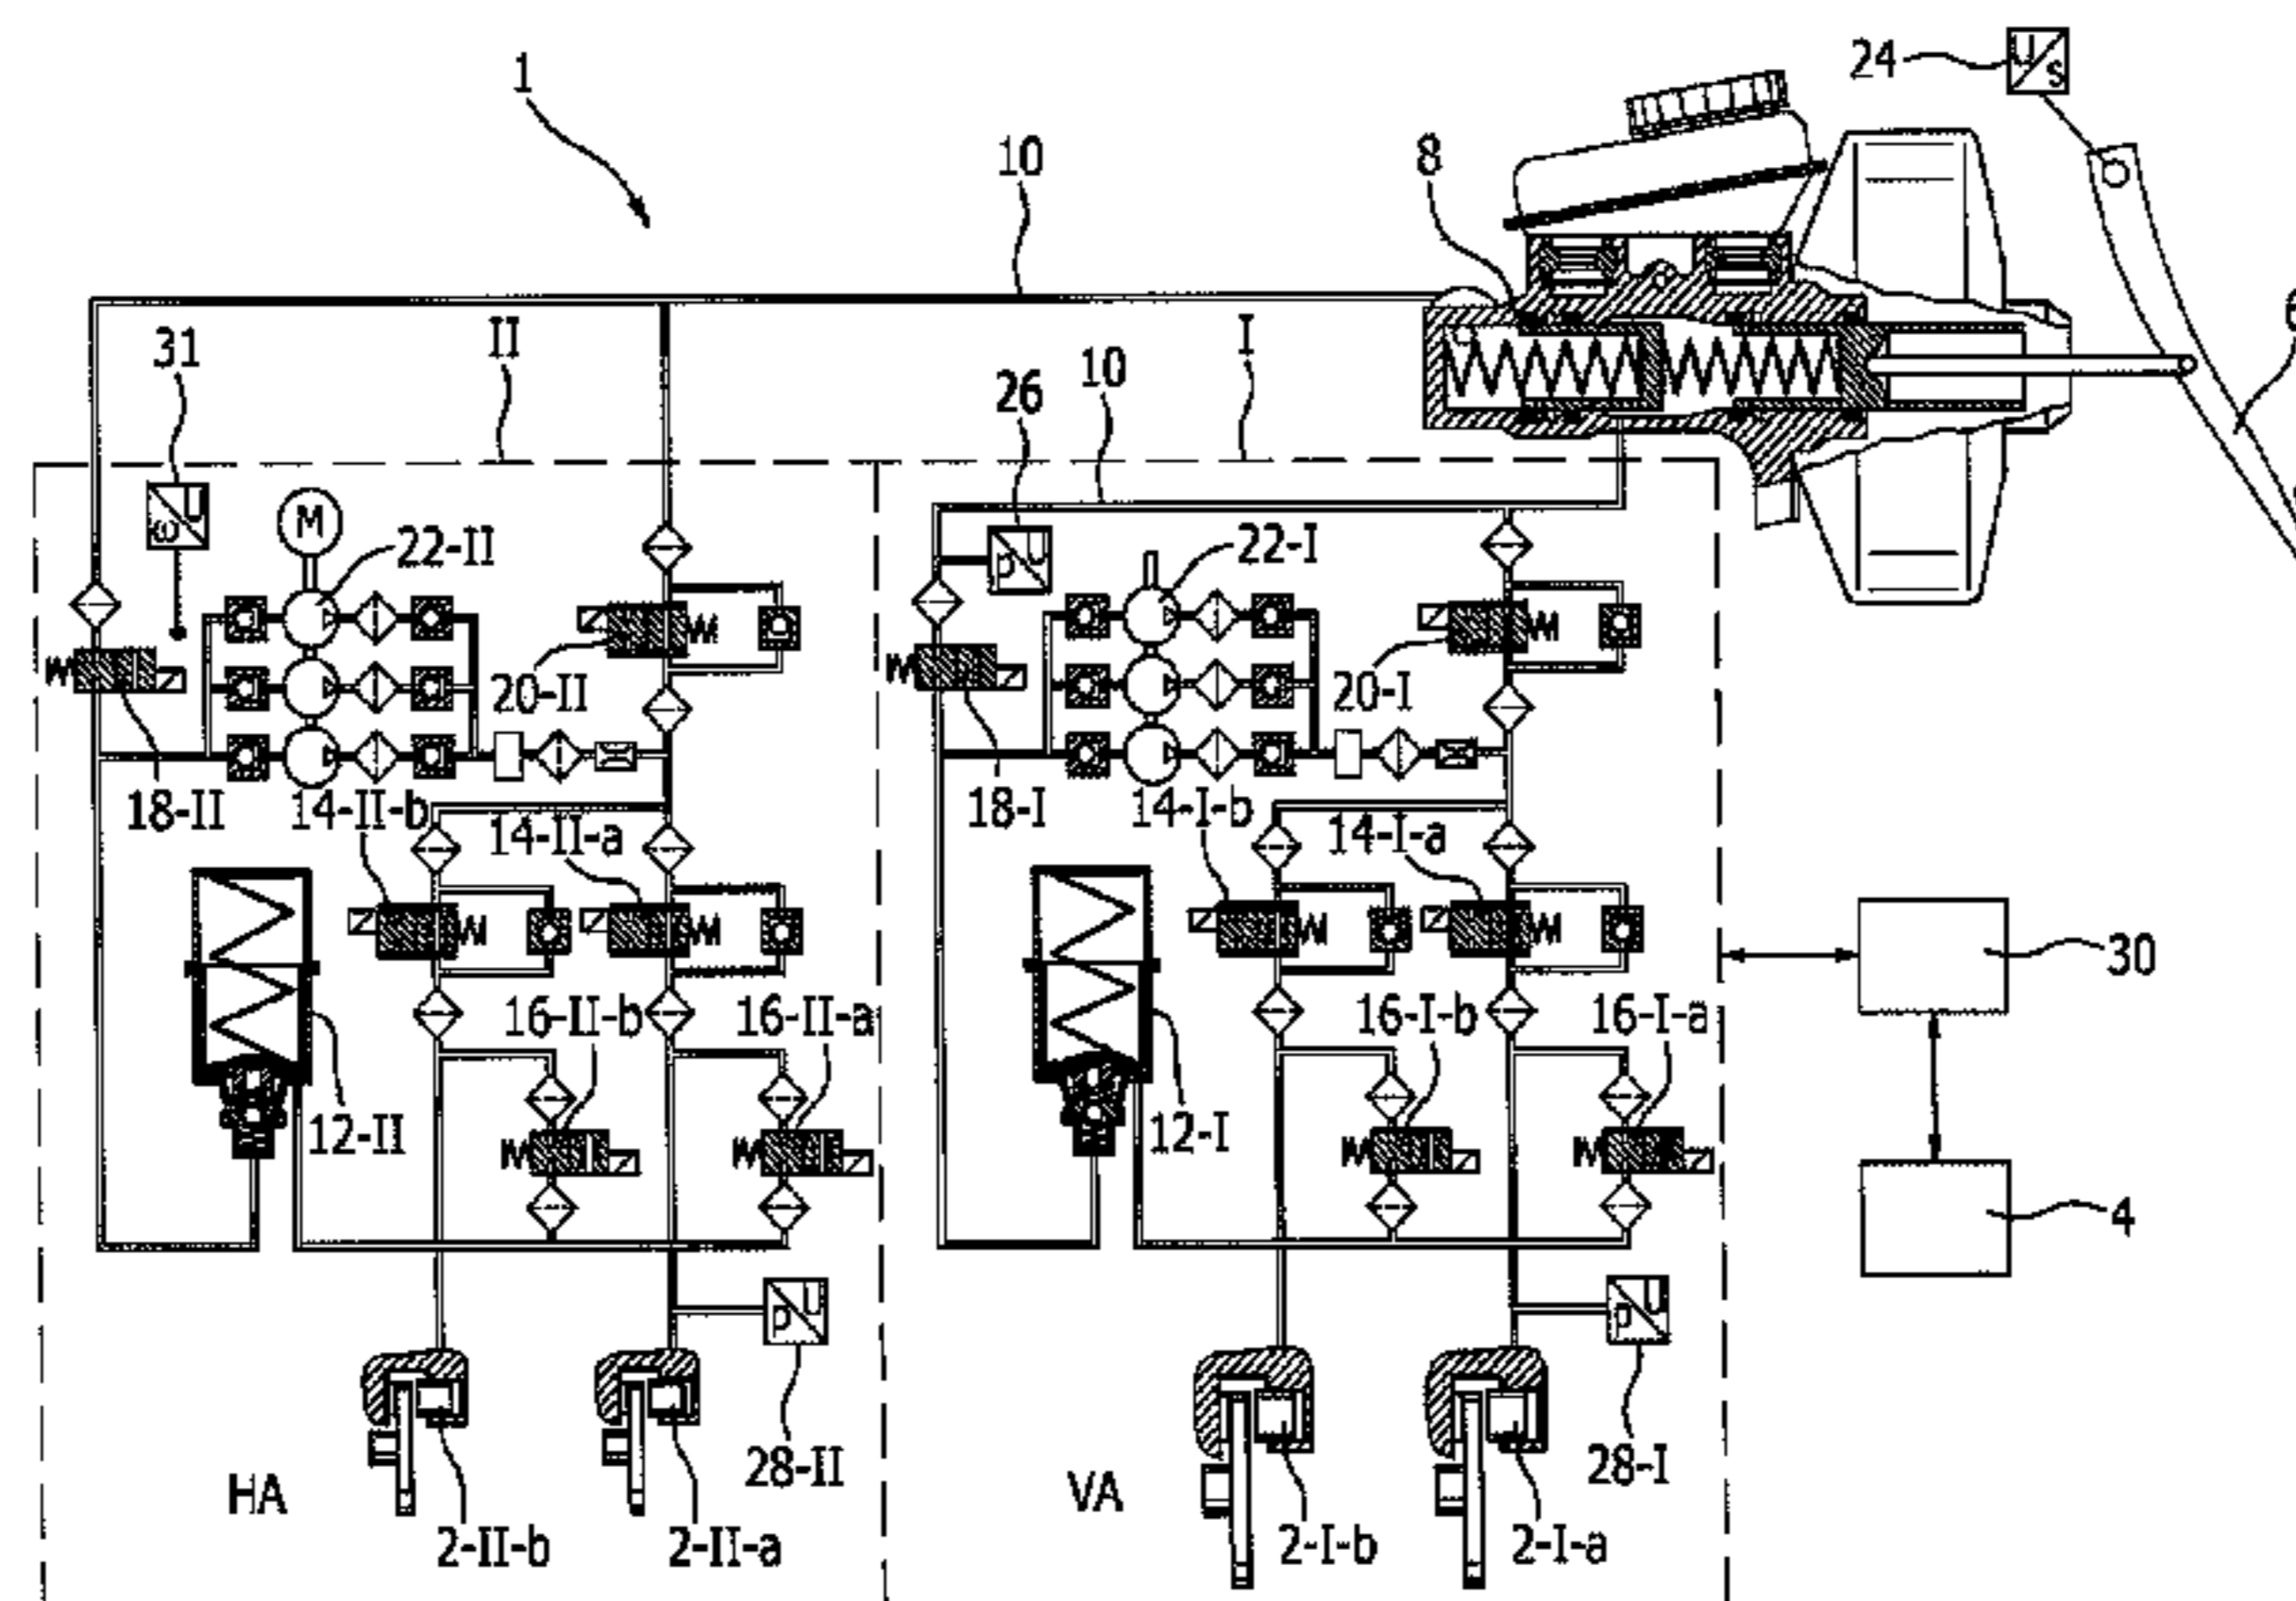 1
24
U
s
10
8
6
II
I
31
26
10
U
ω
M
22-II
U
p
22-I
20-II
20-I
18-II
14-II-b
14-II-a
18-I
14-I-b
14-I-a
30
16-II-b
16-II-a
16-I-b
16-I-a
12-II
12-I
4
U
p
U
p
28-II
28-I
HA
VA
2-II-b
2-II-a
2-I-b
2-I-a